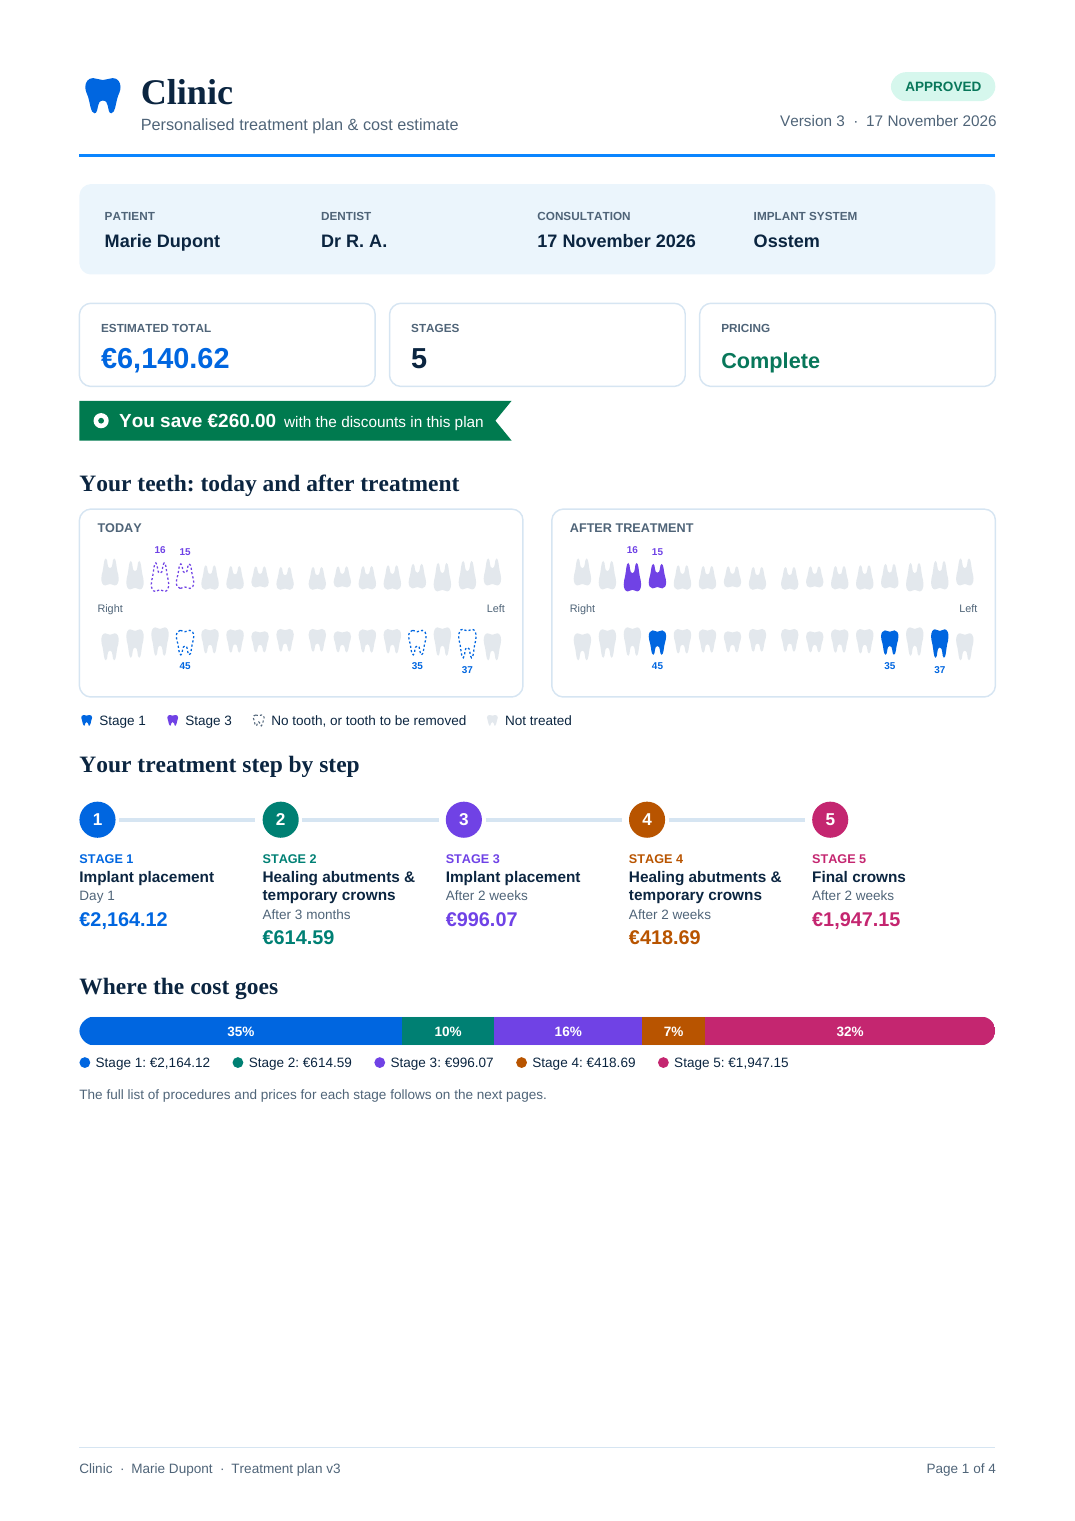 Clinic
Personalised treatment plan & cost estimate
APPROVED
Version 3 · 17 November 2026
PATIENT
Marie Dupont
DENTIST
Dr R. A.
CONSULTATION
17 November 2026
IMPLANT SYSTEM
Osstem
ESTIMATED TOTAL
€6,140.62
STAGES
5
PRICING
Complete
You save €260.00 with the discounts in this plan
Your teeth: today and after treatment
TODAY
16 15
Right Left
45 35 37
AFTER TREATMENT
16 15
Right Left
45 35 37
Stage 1 Stage 3 No tooth, or tooth to be removed Not treated
Your treatment step by step
1
STAGE 1
Implant placement
Day 1
€2,164.12
2
STAGE 2
Healing abutments &
temporary crowns
After 3 months
€614.59
3
STAGE 3
Implant placement
After 2 weeks
€996.07
4
STAGE 4
Healing abutments &
temporary crowns
After 2 weeks
€418.69
5
STAGE 5
Final crowns
After 2 weeks
€1,947.15
Where the cost goes
35% 10% 16% 7% 32%
Stage 1: €2,164.12 Stage 2: €614.59 Stage 3: €996.07 Stage 4: €418.69 Stage 5: €1,947.15
The full list of procedures and prices for each stage follows on the next pages.
Clinic · Marie Dupont · Treatment plan v3
Page 1 of 4